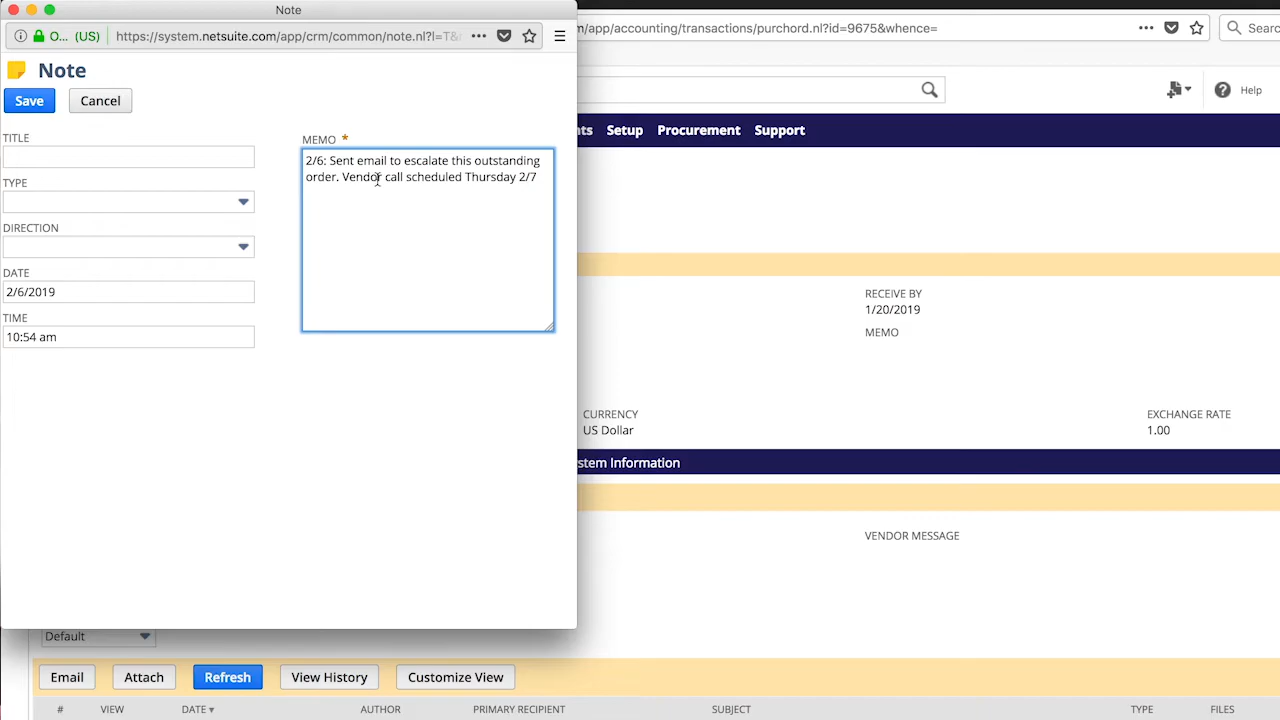 Note
O... (US) https://system.netsuite.com/app/crm/common/note.nl?l=T&
m/app/accounting/transactions/purchord.nl?id=9675&whence=
Searc
Note
Save
Cancel
Help
nts
Setup
Procurement
Support
TITLE
MEMO *
2/6: Sent email to escalate this outstanding
order. Vendor call scheduled Thursday 2/7
TYPE
DIRECTION
DATE
2/6/2019
TIME
10:54 am
RECEIVE BY
1/20/2019
MEMO
CURRENCY
US Dollar
EXCHANGE RATE
1.00
stem Information
VENDOR MESSAGE
Default
Email
Attach
Refresh
View History
Customize View
# VIEW DATE AUTHOR PRIMARY RECIPIENT SUBJECT TYPE FILES